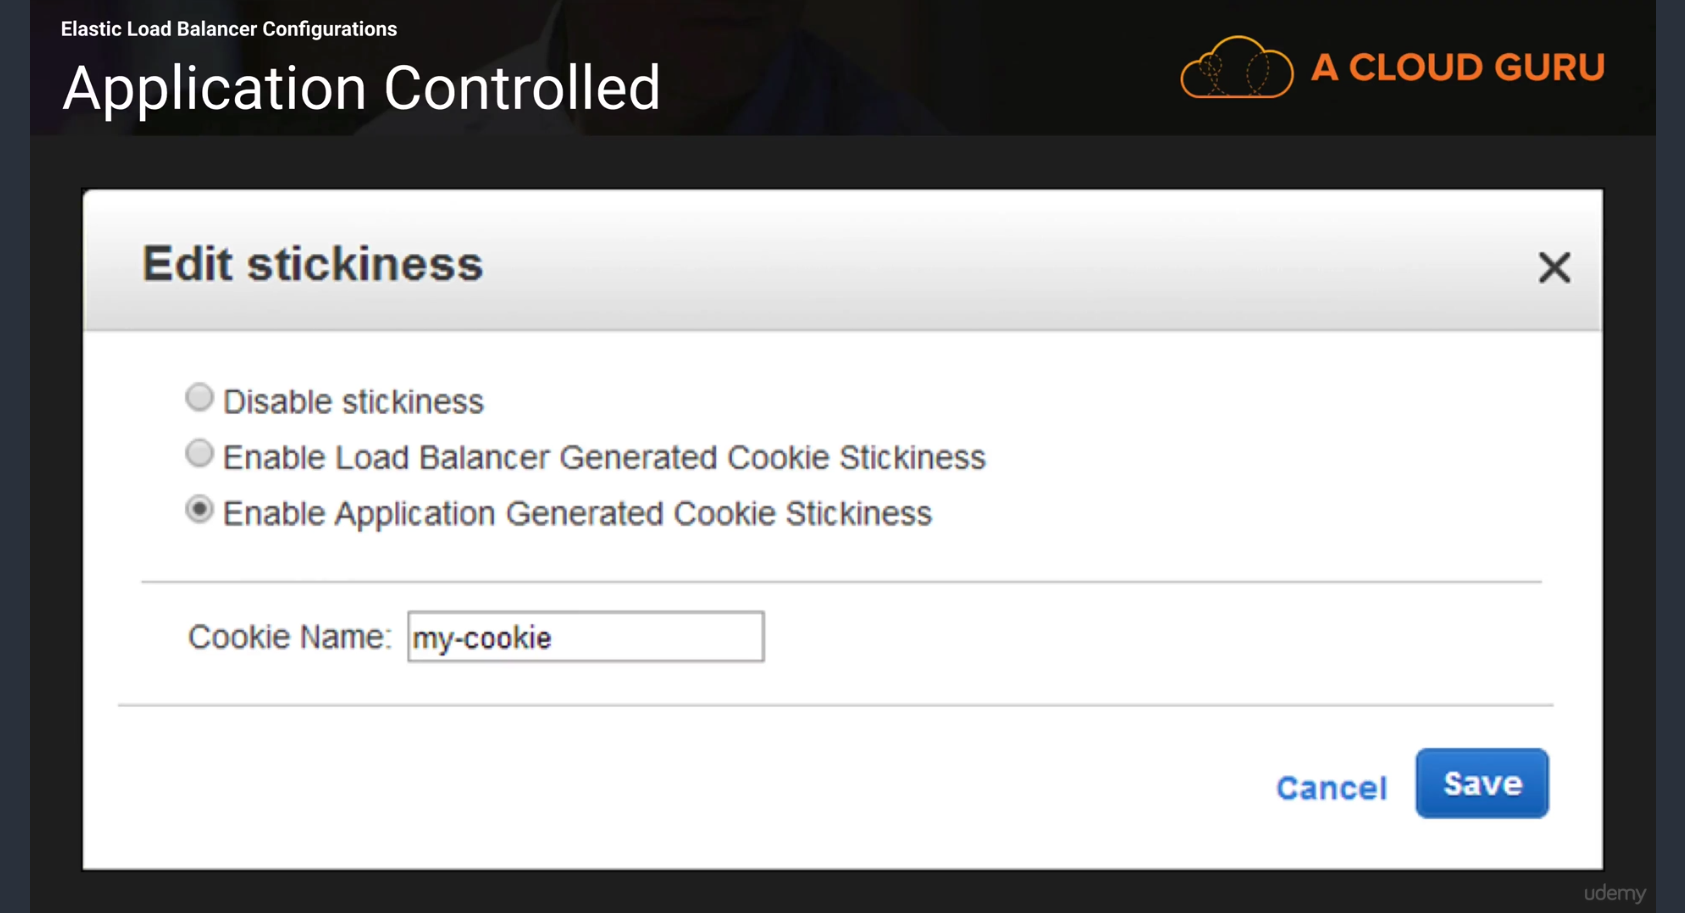 Elastic Load Balancer Configurations
Application Controlled
A CLOUD GURU
Edit stickiness
Disable stickiness
Enable Load Balancer Generated Cookie Stickiness
Enable Application Generated Cookie Stickiness
Cookie Name: my-cookie
Cancel Save
udemy